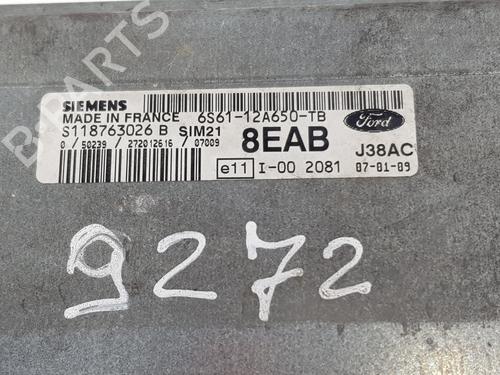 B-PARTS
SIEMENS
MADE IN FRANCE 6S61-12A650-TB
S118763026 B SIM21 8EAB Ford
0 / 50239 / 272012616 / 07009 J38AC
e11 I-00 2081 07-01-09
9272